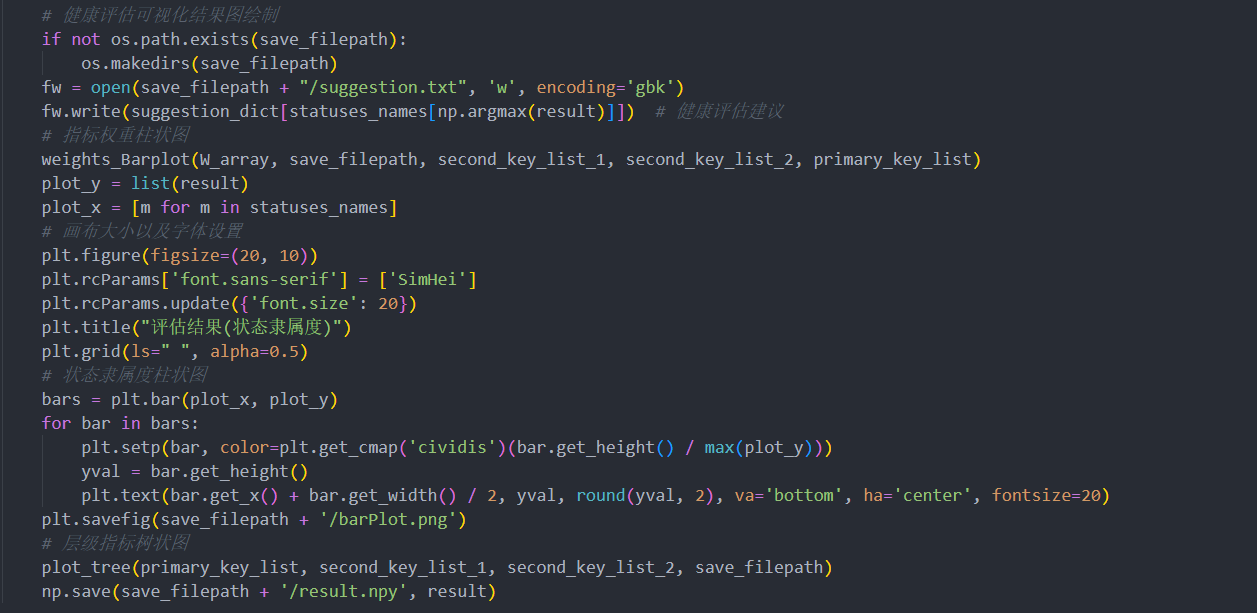 # 健康评估可视化结果图绘制
if not os.path.exists(save_filepath):
    os.makedirs(save_filepath)
fw = open(save_filepath + "/suggestion.txt", 'w', encoding='gbk')
fw.write(suggestion_dict[statuses_names[np.argmax(result)]])  # 健康评估建议
# 指标权重柱状图
weights_Barplot(W_array, save_filepath, second_key_list_1, second_key_list_2, primary_key_list)
plot_y = list(result)
plot_x = [m for m in statuses_names]
# 画布大小以及字体设置
plt.figure(figsize=(20, 10))
plt.rcParams['font.sans-serif'] = ['SimHei']
plt.rcParams.update({'font.size': 20})
plt.title("评估结果(状态隶属度)")
plt.grid(ls=" ", alpha=0.5)
# 状态隶属度柱状图
bars = plt.bar(plot_x, plot_y)
for bar in bars:
    plt.setp(bar, color=plt.get_cmap('cividis')(bar.get_height() / max(plot_y)))
    yval = bar.get_height()
    plt.text(bar.get_x() + bar.get_width() / 2, yval, round(yval, 2), va='bottom', ha='center', fontsize=20)
plt.savefig(save_filepath + '/barPlot.png')
# 层级指标树状图
plot_tree(primary_key_list, second_key_list_1, second_key_list_2, save_filepath)
np.save(save_filepath + '/result.npy', result)